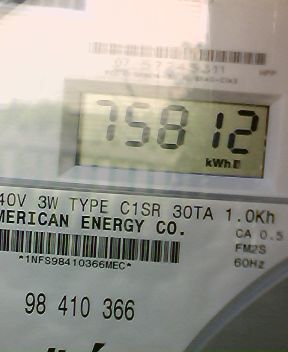 75812
kWh
40V 3W TYPE C1SR 30TA 1.0Kh
MERICAN ENERGY CO.
CA 0.5
FM2S
*1NFS98410366MEC*
60Hz
98 410 366